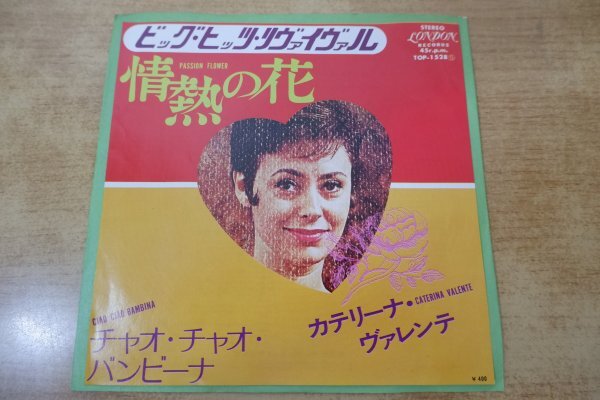 ビッグ・ヒッツ・リヴァイヴァル
STEREO
LONDON
RECORDS
45r.p.m.
TOP-1528
PASSION FLOWER
情熱の花
CIAO CIAO BAMBINA
チャオ・チャオ・
バンビーナ
カテリーナ・
CATERINA VALENTE
ヴァレンテ
¥ 400